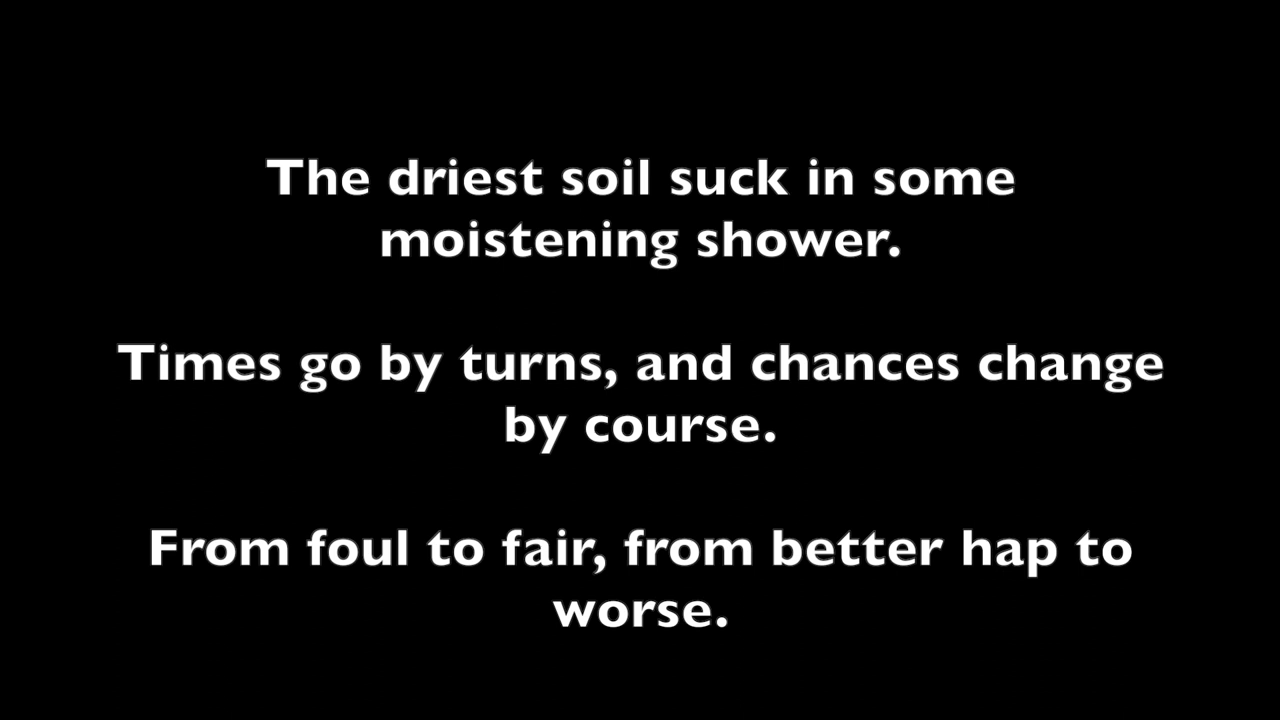 The driest soil suck in some
moistening shower.
Times go by turns, and chances change
by course.
From foul to fair, from better hap to
worse.